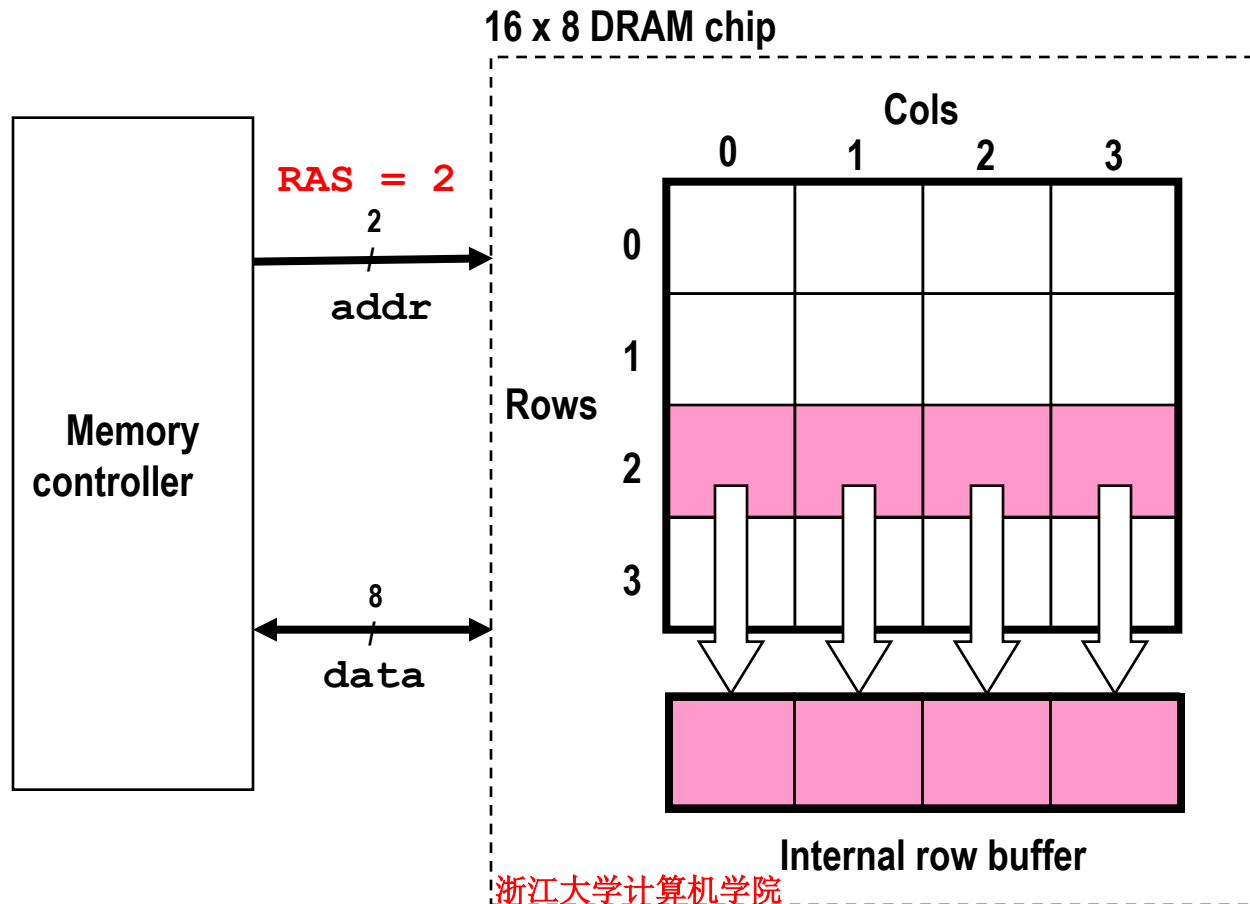 16 x 8 DRAM chip
Cols
0 1 2 3
RAS = 2
2
addr
0
1
Rows
2
3
Memory
controller
8
data
Internal row buffer
浙江大学计算机学院